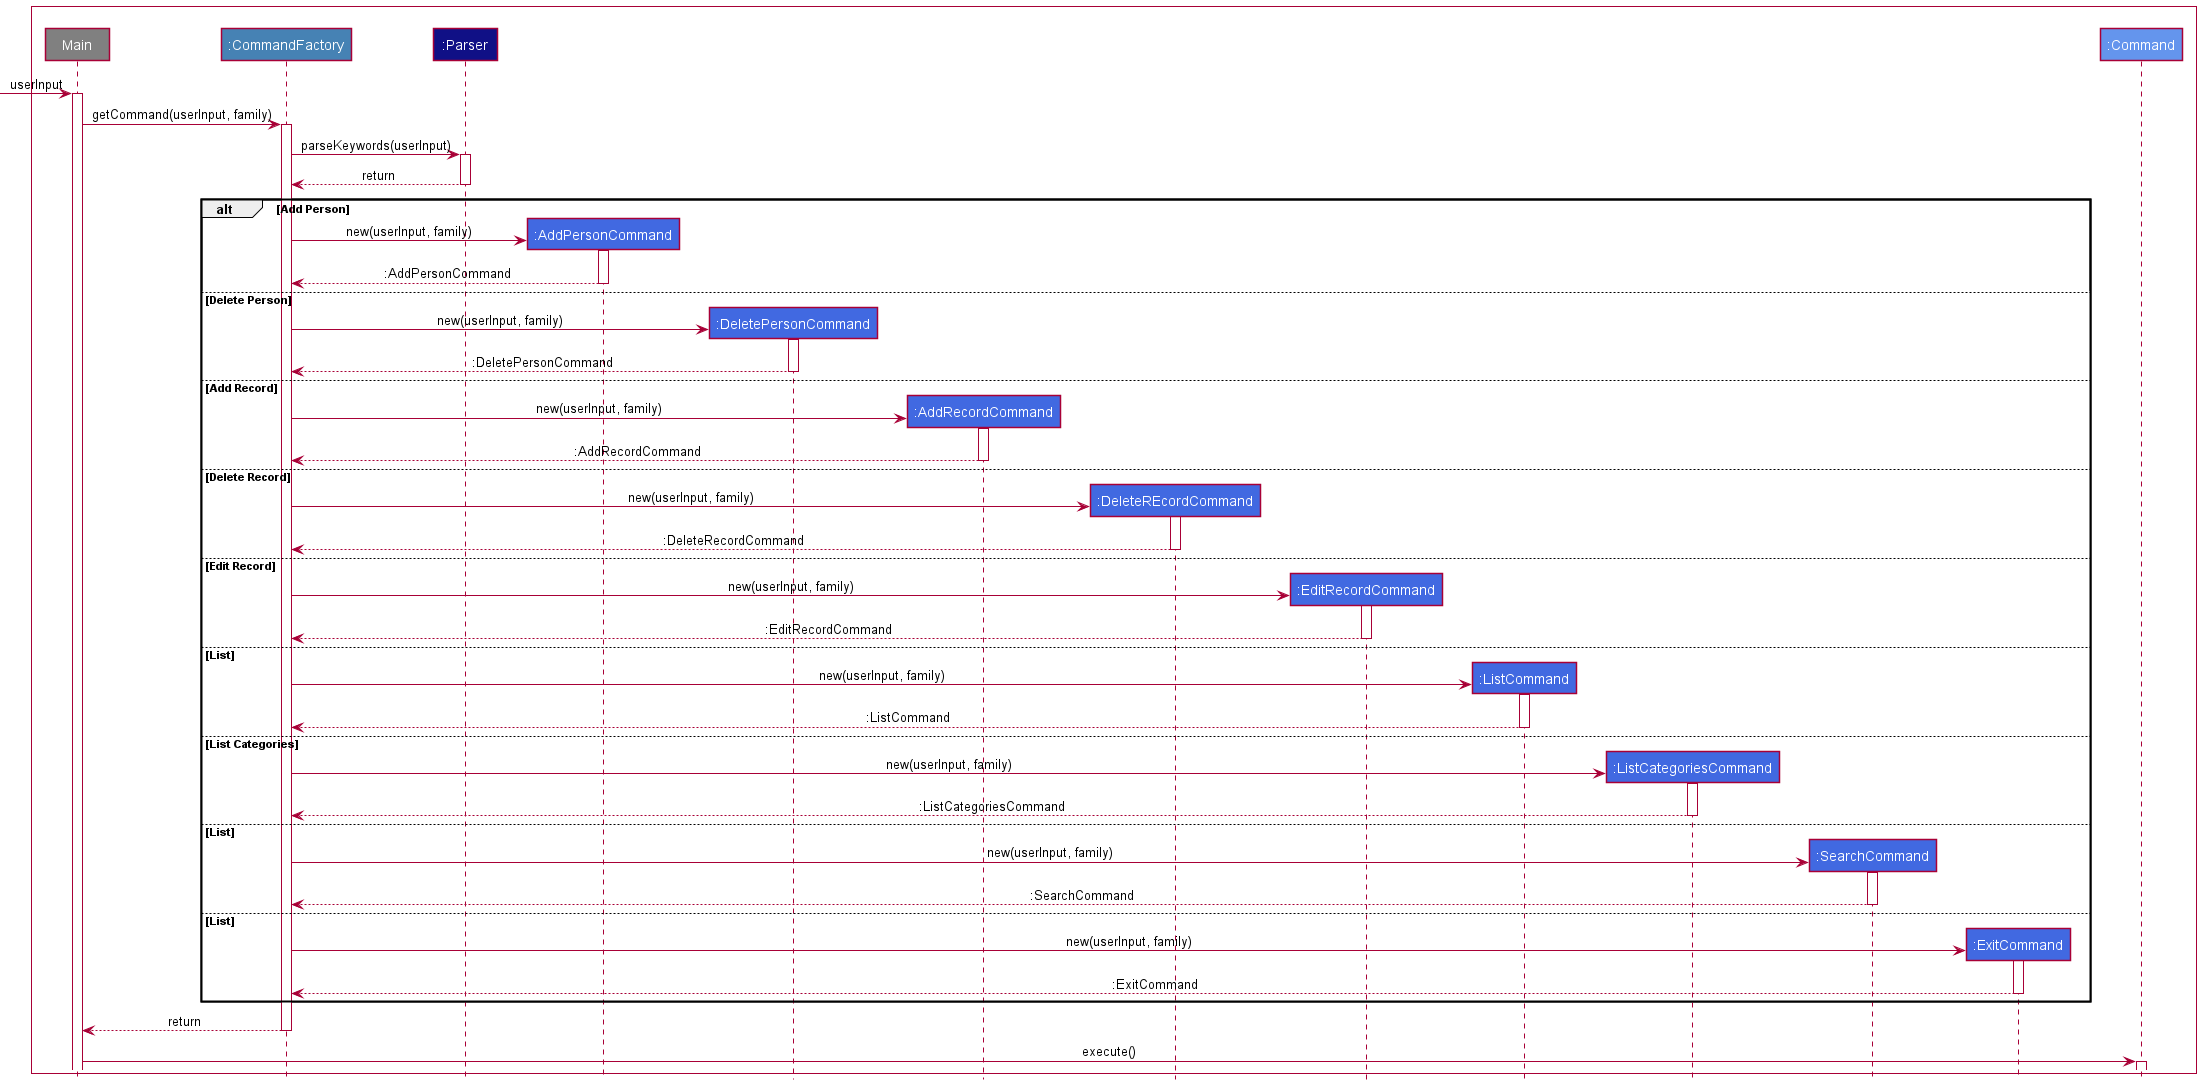 Main
:CommandFactory
:Parser
:Command
userInput
getCommand(userInput, family)
parseKeywords(userInput)
return
alt
[Add Person]
new(userInput, family)
:AddPersonCommand
:AddPersonCommand
[Delete Person]
new(userInput, family)
:DeletePersonCommand
:DeletePersonCommand
[Add Record]
new(userInput, family)
:AddRecordCommand
:AddRecordCommand
[Delete Record]
new(userInput, family)
:DeleteREcordCommand
:DeleteRecordCommand
[Edit Record]
new(userInput, family)
:EditRecordCommand
:EditRecordCommand
[List]
new(userInput, family)
:ListCommand
:ListCommand
[List Categories]
new(userInput, family)
:ListCategoriesCommand
:ListCategoriesCommand
[List]
new(userInput, family)
:SearchCommand
:SearchCommand
[List]
new(userInput, family)
:ExitCommand
:ExitCommand
return
execute()